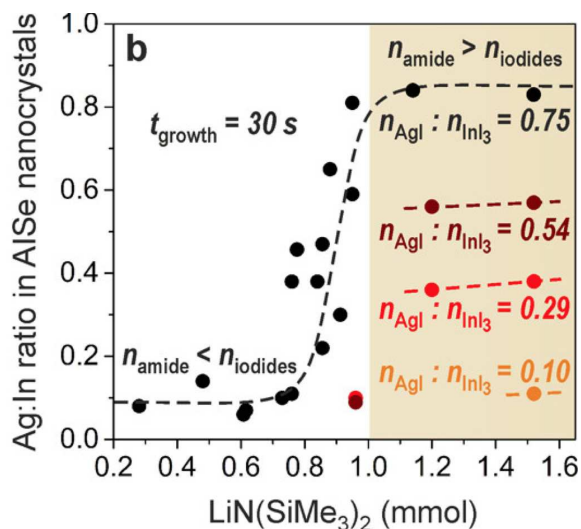 b
n_amide > n_iodides
t_growth = 30 s
n_AgI : n_InI3 = 0.75
n_AgI : n_InI3 = 0.54
n_AgI : n_InI3 = 0.29
n_amide < n_iodides
n_AgI : n_InI3 = 0.10
Ag:In ratio in AISe nanocrystals
1.0
0.8
0.6
0.4
0.2
0.0
0.2 0.4 0.6 0.8 1.0 1.2 1.4 1.6
LiN(SiMe3)2 (mmol)